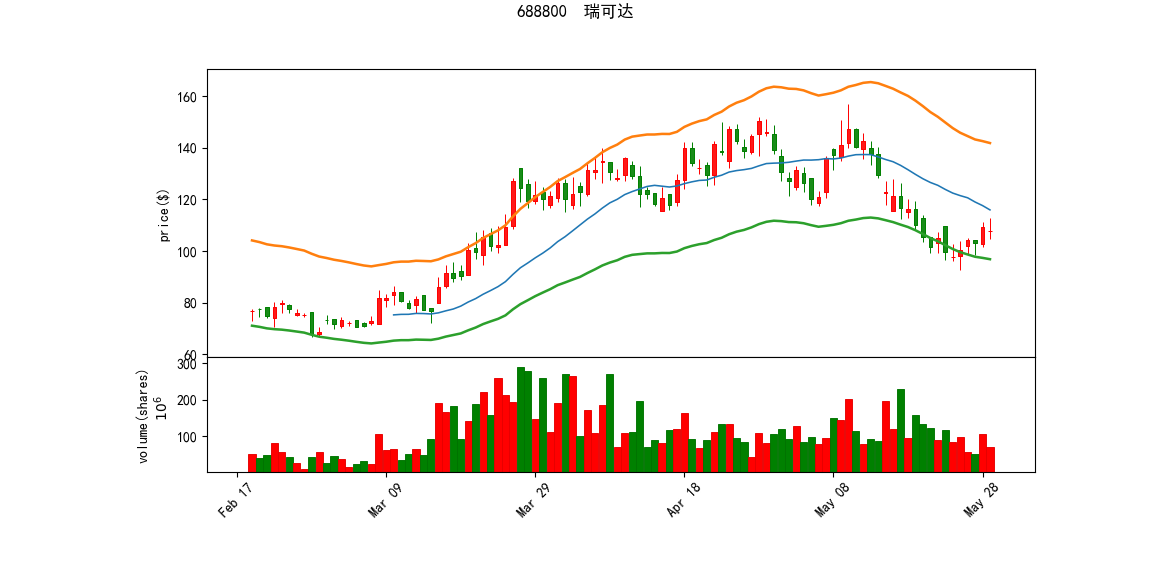 688800 瑞可达
price($)
160
140
120
100
80
60
volume(shares)
10^6
300
200
100
Feb 17
Mar 09
Mar 29
Apr 18
May 08
May 28